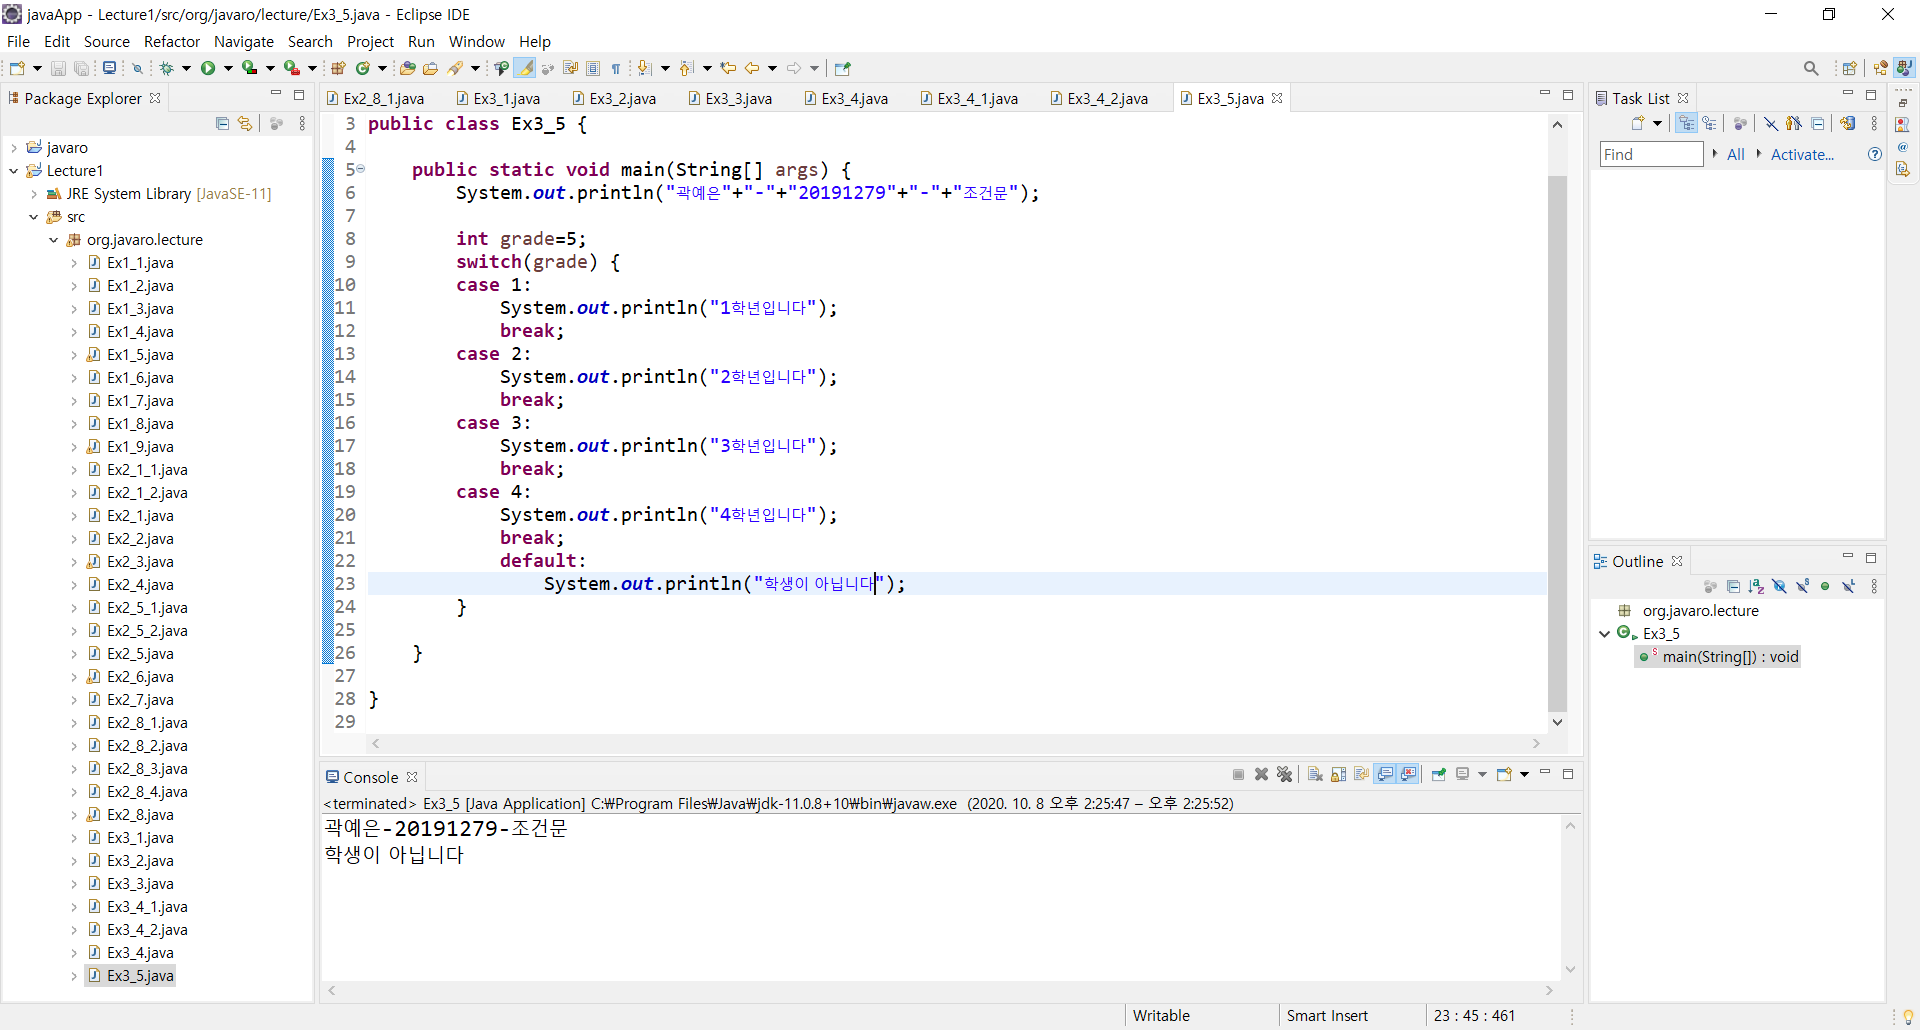 javaApp - Lecture1/src/org/javaro/lecture/Ex3_5.java - Eclipse IDE
File Edit Source Refactor Navigate Search Project Run Window Help
Package Explorer
javaro
Lecture1
JRE System Library [JavaSE-11]
src
org.javaro.lecture
Ex1_1.java
Ex1_2.java
Ex1_3.java
Ex1_4.java
Ex1_5.java
Ex1_6.java
Ex1_7.java
Ex1_8.java
Ex1_9.java
Ex2_1_1.java
Ex2_1_2.java
Ex2_1.java
Ex2_2.java
Ex2_3.java
Ex2_4.java
Ex2_5_1.java
Ex2_5_2.java
Ex2_5.java
Ex2_6.java
Ex2_7.java
Ex2_8_1.java
Ex2_8_2.java
Ex2_8_3.java
Ex2_8_4.java
Ex2_8.java
Ex3_1.java
Ex3_2.java
Ex3_3.java
Ex3_4_1.java
Ex3_4_2.java
Ex3_4.java
Ex3_5.java
Ex2_8_1.java Ex3_1.java Ex3_2.java Ex3_3.java Ex3_4.java Ex3_4_1.java Ex3_4_2.java Ex3_5.java
3 public class Ex3_5 {
4
5 public static void main(String[] args) {
6 System.out.println("곽예은"+"-"+"20191279"+"-"+"조건문");
7
8 int grade=5;
9 switch(grade) {
10 case 1:
11 System.out.println("1학년입니다");
12 break;
13 case 2:
14 System.out.println("2학년입니다");
15 break;
16 case 3:
17 System.out.println("3학년입니다");
18 break;
19 case 4:
20 System.out.println("4학년입니다");
21 break;
22 default:
23 System.out.println("학생이 아닙니다");
24 }
25
26 }
27
28 }
29
Console
<terminated> Ex3_5 [Java Application] C:₩Program Files₩Java₩jdk-11.0.8+10₩bin₩javaw.exe (2020. 10. 8 오후 2:25:47 – 오후 2:25:52)
곽예은-20191279-조건문
학생이 아닙니다
Task List
Find All Activate...
Outline
org.javaro.lecture
Ex3_5
main(String[]) : void
Writable Smart Insert 23 : 45 : 461